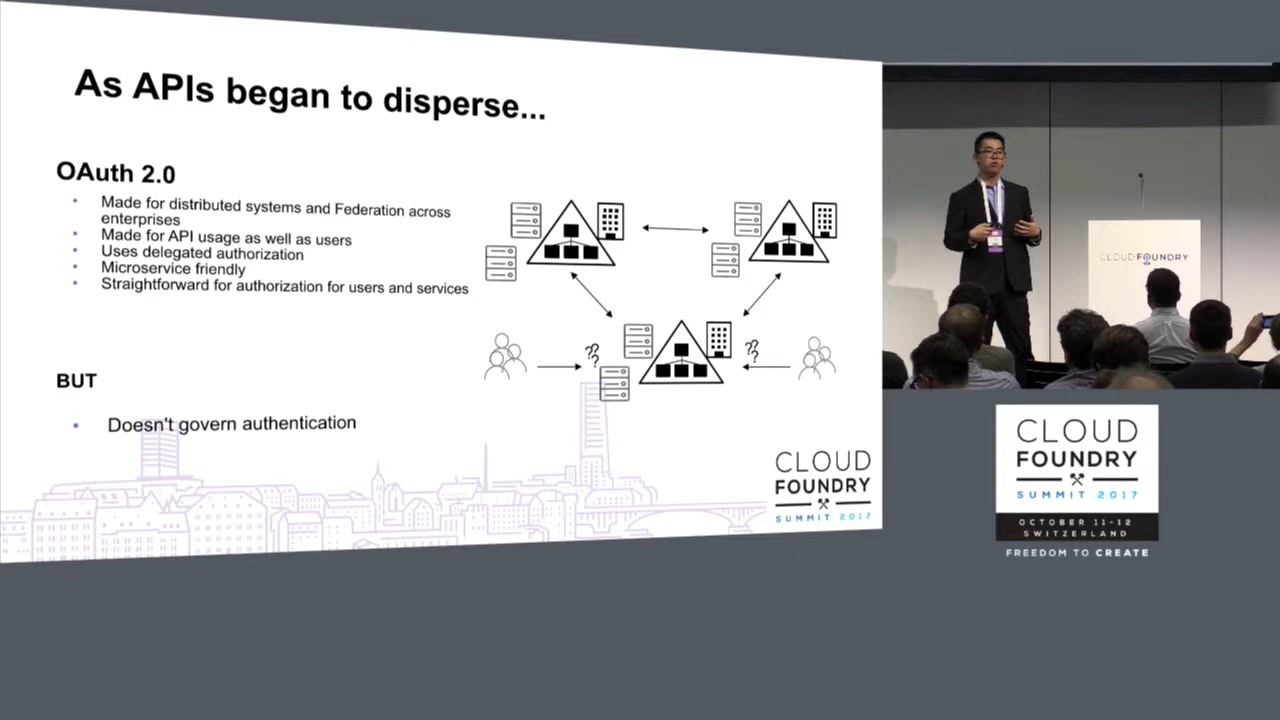 As APIs began to disperse...
OAuth 2.0
• Made for distributed systems and Federation across
enterprises
• Made for API usage as well as users
• Uses delegated authorization
• Microservice friendly
• Straightforward for authorization for users and services
??
??
BUT
• Doesn't govern authentication
CLOUD
FOUNDRY
SUMMIT 2017
CLOUD FOUNDRY
CLOUD
FOUNDRY
SUMMIT 2017
OCTOBER 11-12
SWITZERLAND
FREEDOM TO CREATE